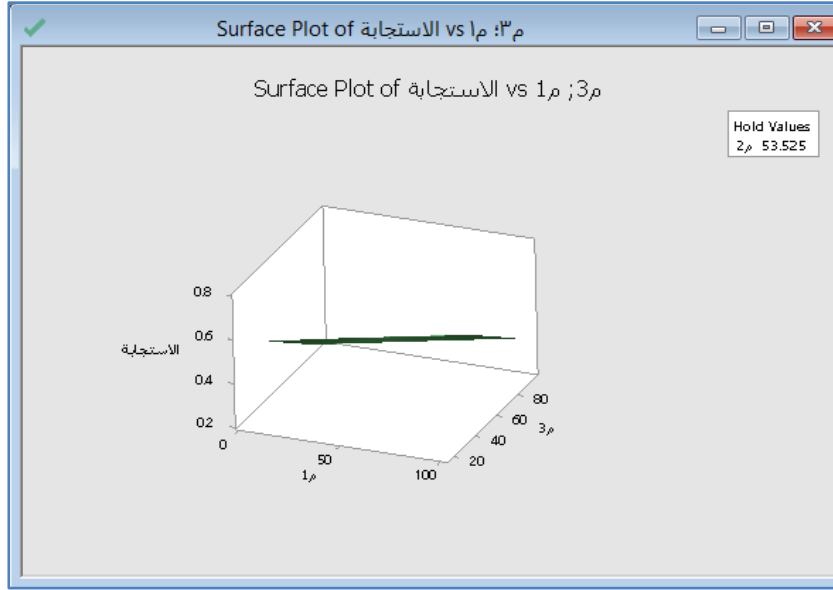 Surface Plot of الاستجابة vs م٣؛ م١
Surface Plot of الاستجابة vs م3; م1
Hold Values
م2 53.525
0.8
0.6
الاستجابة
0.4
0.2
0
50
100
م1
20
40
60
80
م3